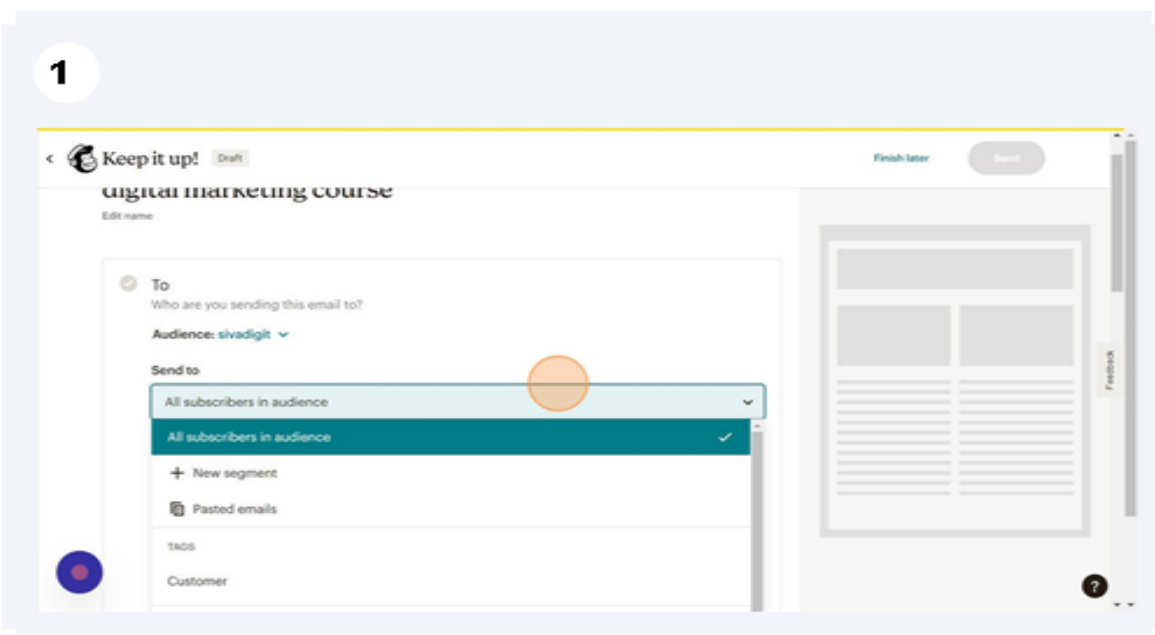 1
Keep it up! Draft Finish later Send
digital marketing course
Edit name
To
Who are you sending this email to?
Audience: sivadigit
Send to
All subscribers in audience
All subscribers in audience
New segment
Pasted emails
TAGS
Customer
Feedback
?